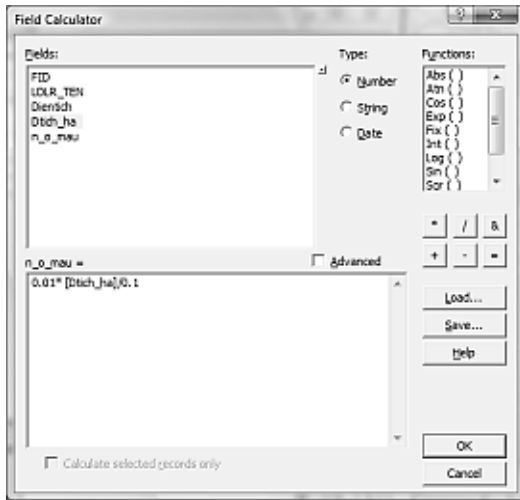 Field Calculator
Fields:
FID
LDLR_TEN
Dientich
Dtich_ha
n_o_mau
Type:
Number
String
Date
Functions:
Abs ( )
Atn ( )
Cos ( )
Exp ( )
Fix ( )
Int ( )
Log ( )
Sin ( )
Sqr ( )
* / &
+ - =
n_o_mau =
Advanced
0.01* [Dtich_ha]/0.1
Load...
Save...
Help
Calculate selected records only
OK
Cancel